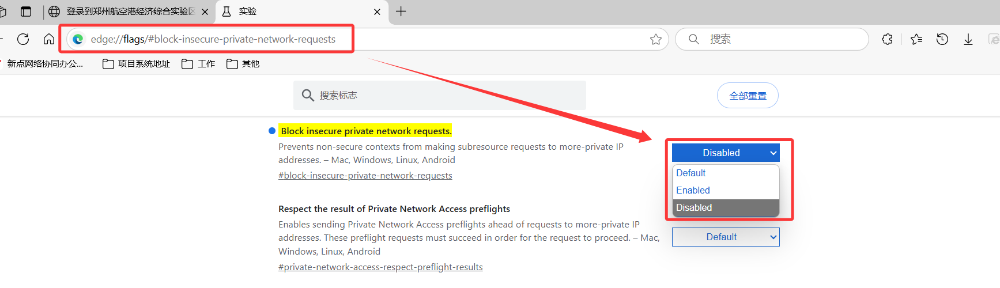 登录到郑州航空港经济综合实验区
实验
edge://flags/#block-insecure-private-network-requests
搜索
新点网络协同办公...
项目系统地址
工作
其他
搜索标志
全部重置
Block insecure private network requests.
Prevents non-secure contexts from making subresource requests to more-private IP
addresses. – Mac, Windows, Linux, Android
#block-insecure-private-network-requests
Disabled
Default
Enabled
Disabled
Respect the result of Private Network Access preflights
Enables sending Private Network Access preflights ahead of requests to more-private IP
addresses. These preflight requests must succeed in order for the request to proceed. – Mac,
Windows, Linux, Android
#private-network-access-respect-preflight-results
Default